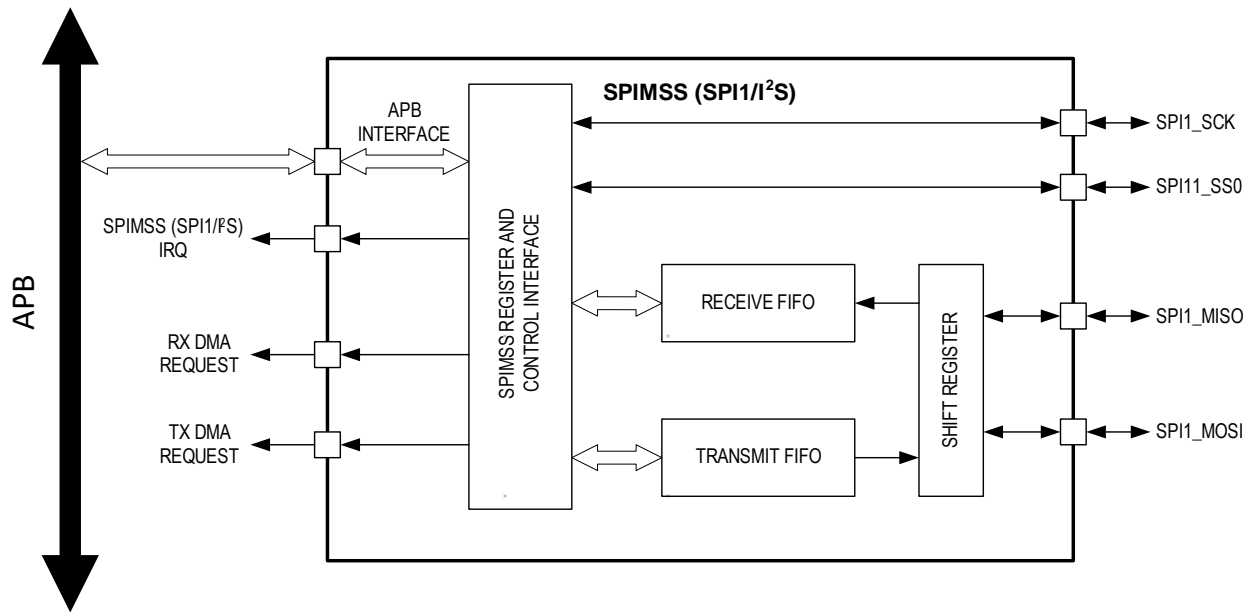 SPIMSS (SPI1/I²S)
APB
INTERFACE
SPI1_SCK
SPI11_SS0
SPIMSS (SPI1/I²S)
IRQ
SPIMSS REGISTER AND
CONTROL INTERFACE
RECEIVE FIFO
SPI1_MISO
APB
RX DMA
REQUEST
SHIFT REGISTER
TX DMA
REQUEST
TRANSMIT FIFO
SPI1_MOSI